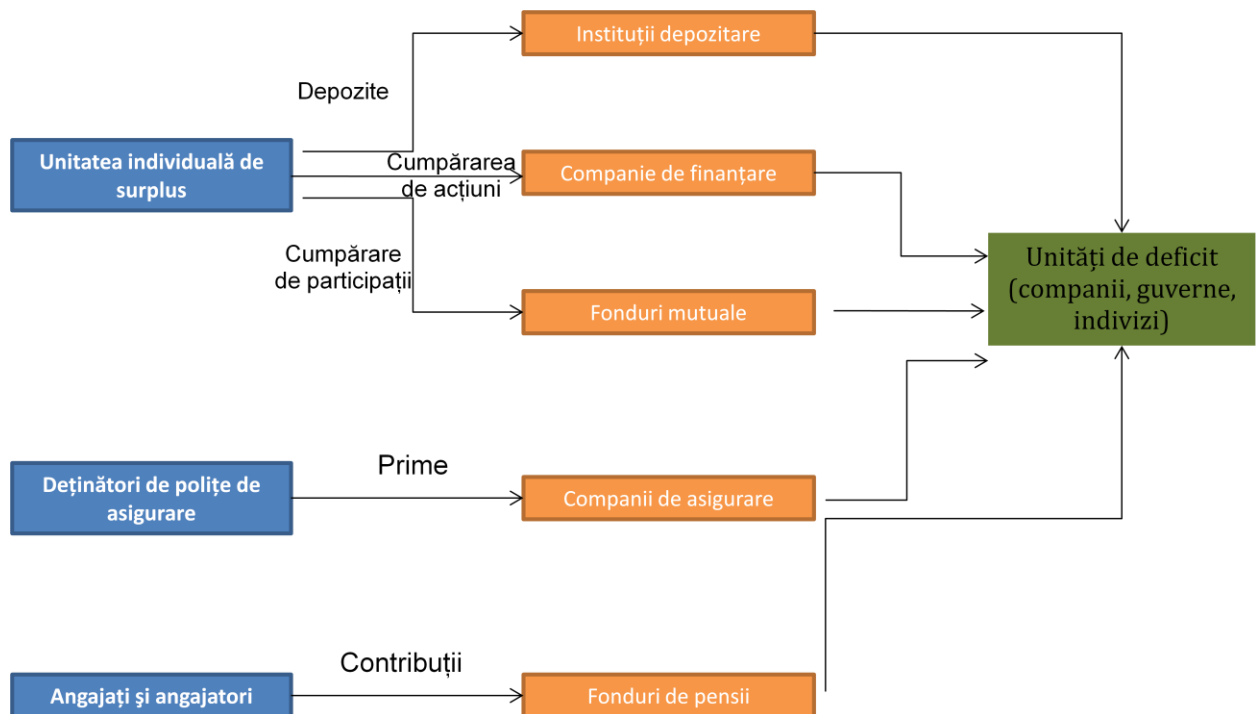 Instituții depozitare
Depozite
Unitatea individuală de
surplus
Cumpărarea
de acțiuni
Companie de finanțare
Cumpărare
de participații
Unități de deficit
(companii, guverne,
indivizi)
Fonduri mutuale
Deținători de polițe de
asigurare
Prime
Companii de asigurare
Angajați și angajatori
Contribuții
Fonduri de pensii